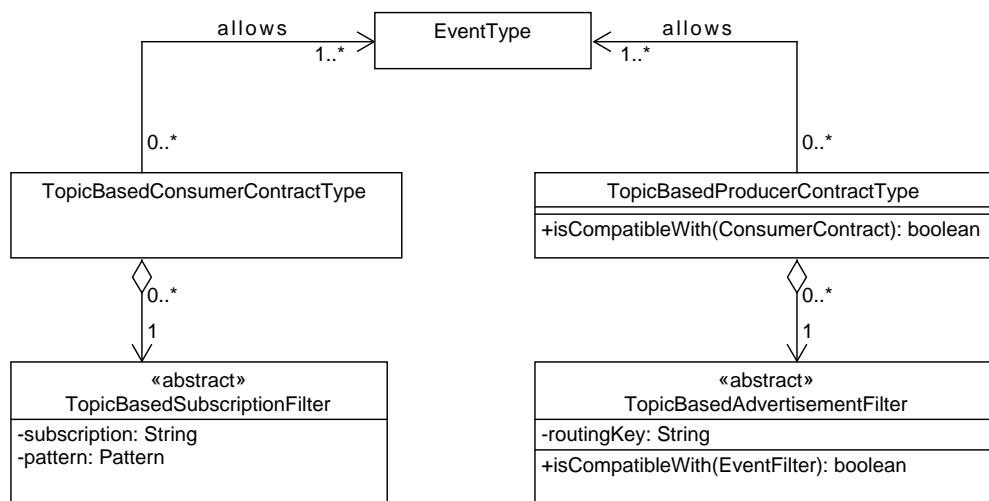 allows
EventType
allows
1..*
1..*
0..*
0..*
TopicBasedConsumerContractType
TopicBasedProducerContractType
+isCompatibleWith(ConsumerContract): boolean
0..*
0..*
1
1
«abstract»
TopicBasedSubscriptionFilter
-subscription: String
-pattern: Pattern
«abstract»
TopicBasedAdvertisementFilter
-routingKey: String
+isCompatibleWith(EventFilter): boolean